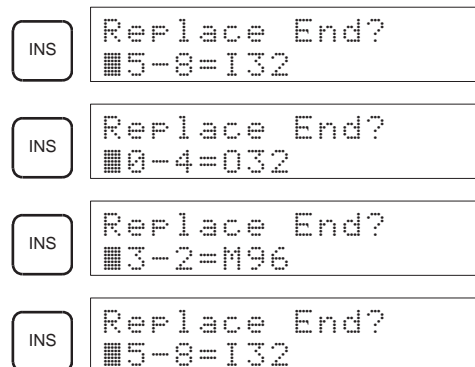 INS
Replace End?
5-8=I32
INS
Replace End?
0-4=O32
INS
Replace End?
3-2=M96
INS
Replace End?
5-8=I32